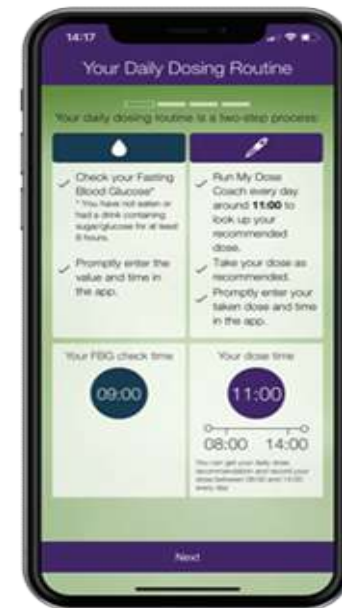 14:17
Your Daily Dosing Routine
Your daily dosing routine is a two-step process:
Check your Fasting
Blood Glucose*
* You have not eaten or
had a drink containing
sugar/glucose for at least
8 hours.
Promptly enter the
value and time in
the app.
Run My Dose
Coach every day
around 11:00 to
look up your
recommended
dose.
Take your dose as
recommended.
Promptly enter your
taken dose and time
in the app.
Your FBG check time
09:00
Your dose time
11:00
08:00 14:00
You can get your daily dose
recommendation and record your
dose between 08:00 and 14:00
every day
Next